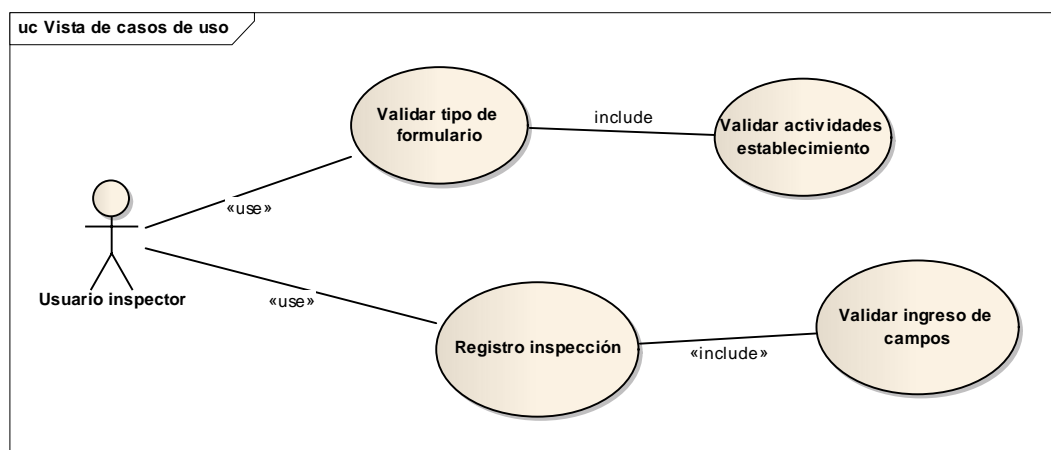 uc Vista de casos de uso
Validar tipo de
formulario
include
Validar actividades
establecimiento
«use»
Usuario inspector
«use»
Registro inspección
«include»
Validar ingreso de
campos